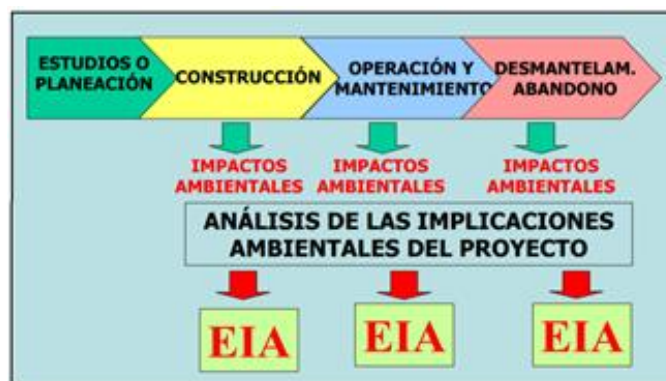 ESTUDIOS O
PLANEACIÓN
CONSTRUCCIÓN
OPERACIÓN Y
MANTENIMIENTO
DESMANTELAM.
ABANDONO
IMPACTOS
AMBIENTALES
IMPACTOS
AMBIENTALES
IMPACTOS
AMBIENTALES
ANÁLISIS DE LAS IMPLICACIONES
AMBIENTALES DEL PROYECTO
EIA
EIA
EIA